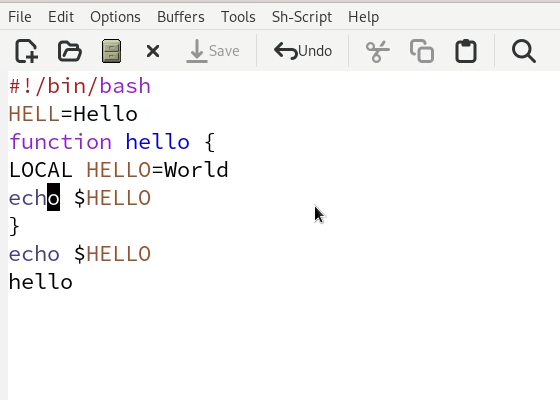 File Edit Options Buffers Tools Sh-Script Help
Save Undo
#!/bin/bash
HELL=Hello
function hello {
LOCAL HELLO=World
echo $HELLO
}
echo $HELLO
hello